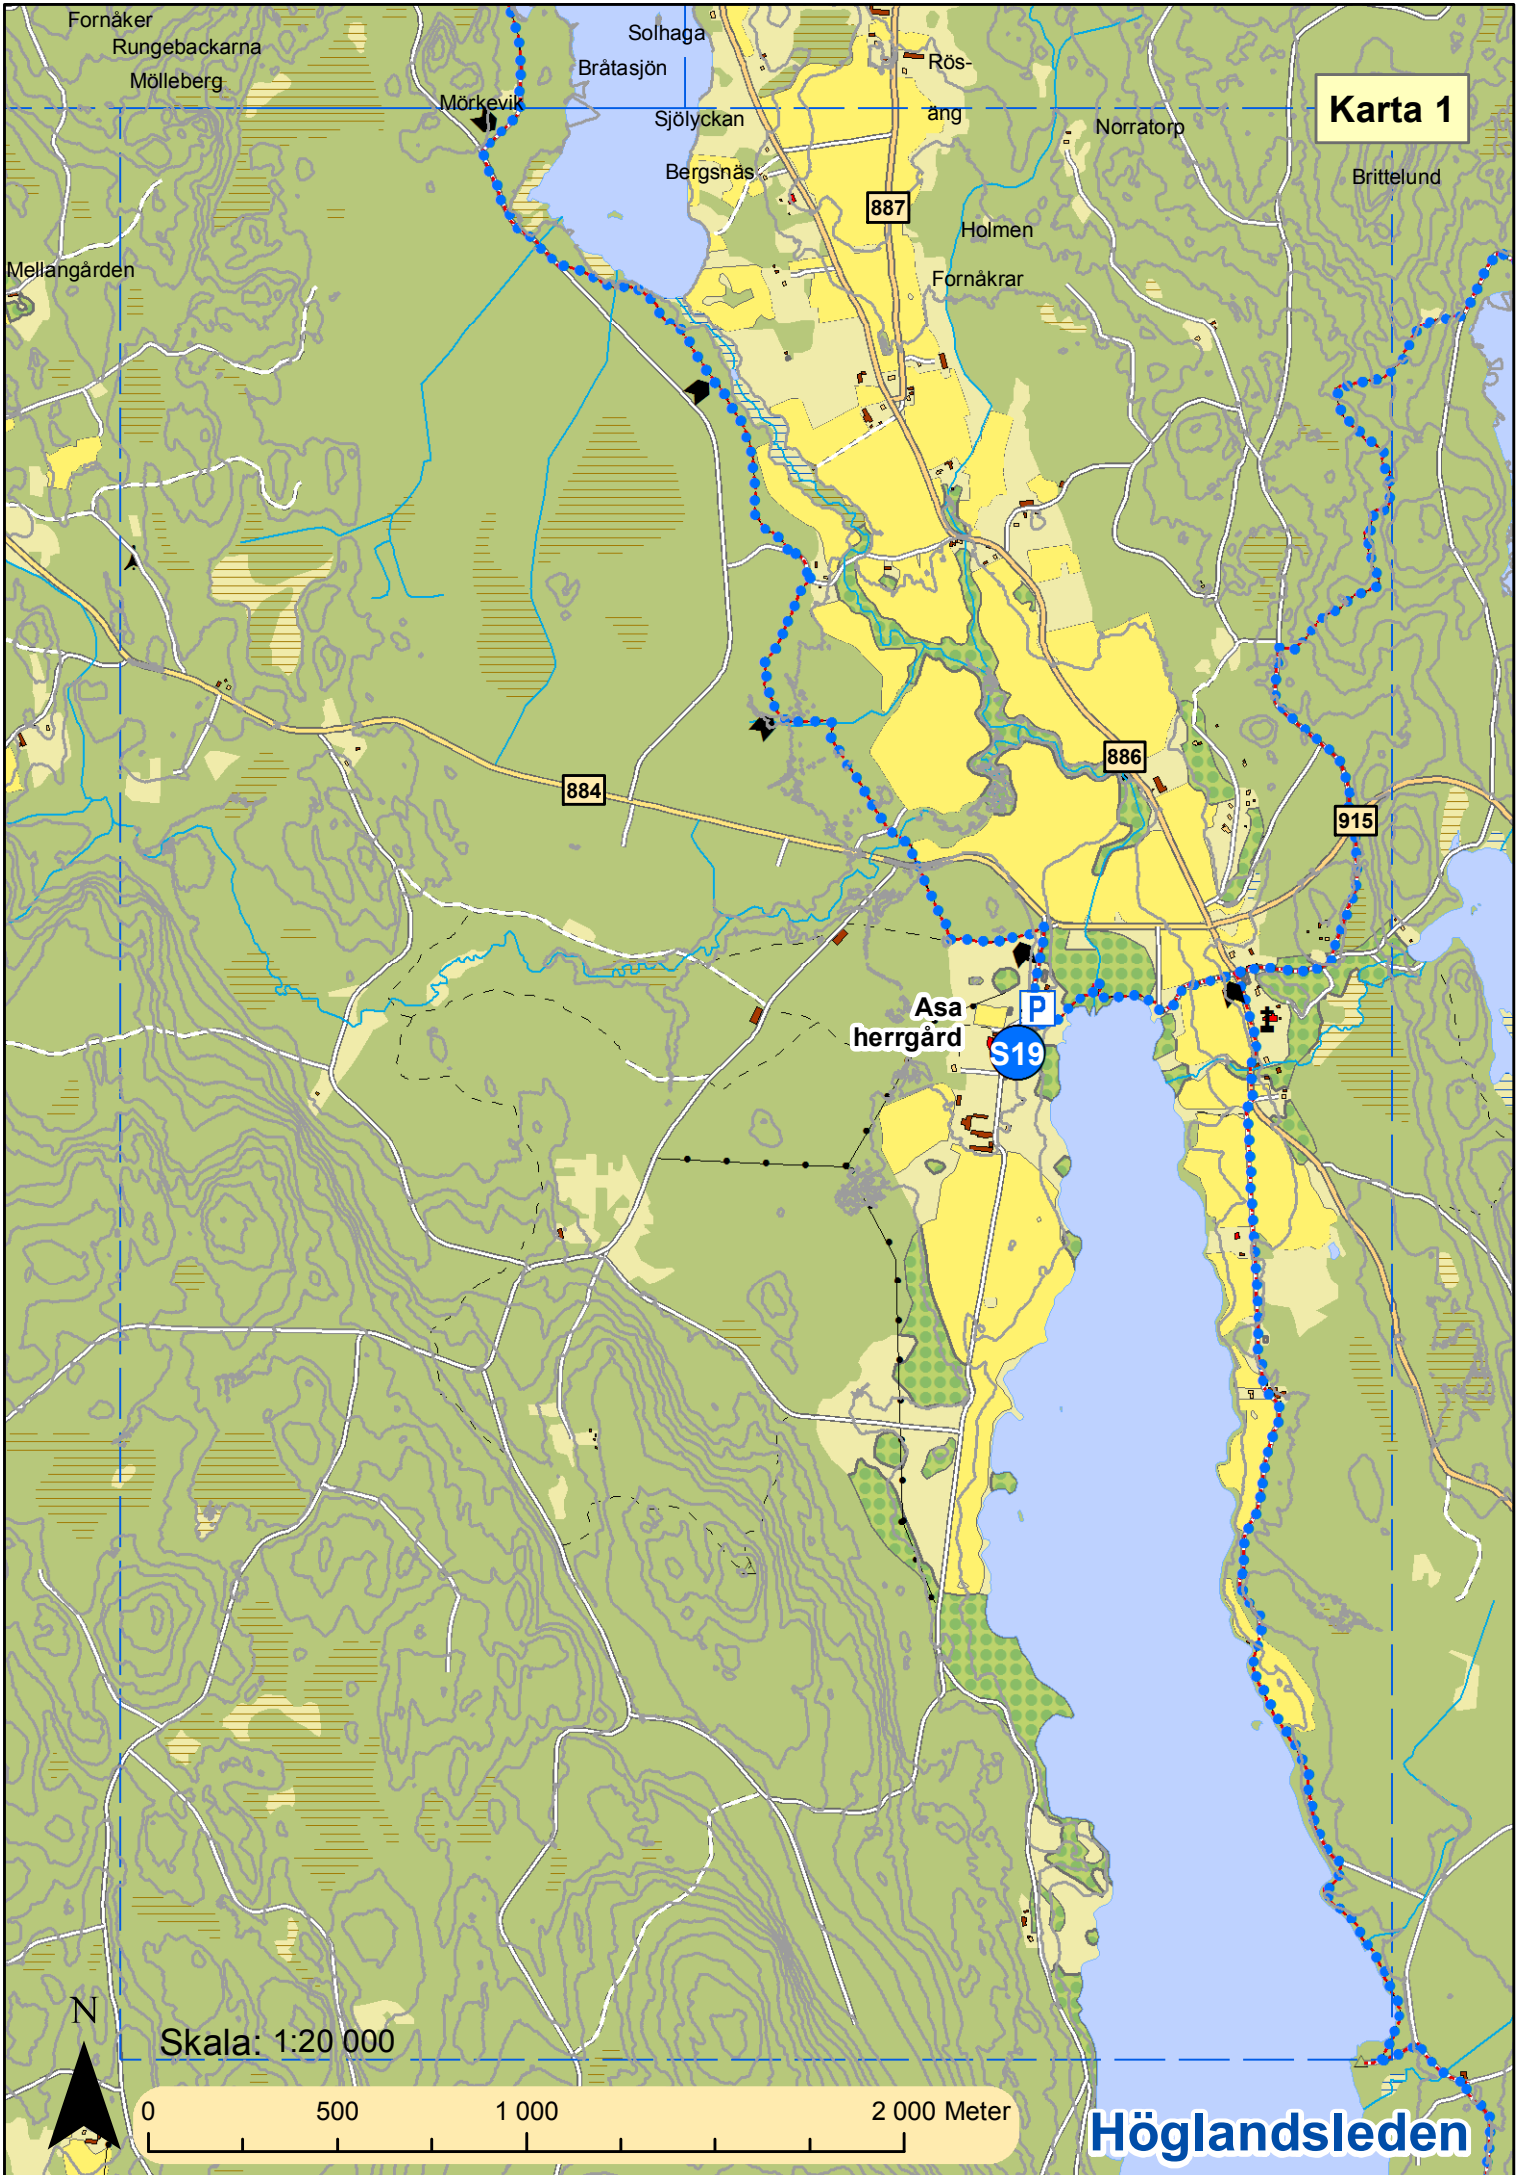 Fornåker
Rungebackarna
Mölleberg
Solhaga
Bråtasjön
Rös-
äng
Mörkevik
Sjölyckan
Norratorp
Karta 1
Bergsnäs
Brittelund
887
Holmen
Mellangården
Fornåkrar
886
884
915
Asa
herrgård
P
S19
N
Skala: 1:20 000
0 500 1 000 2 000 Meter
Höglandsleden